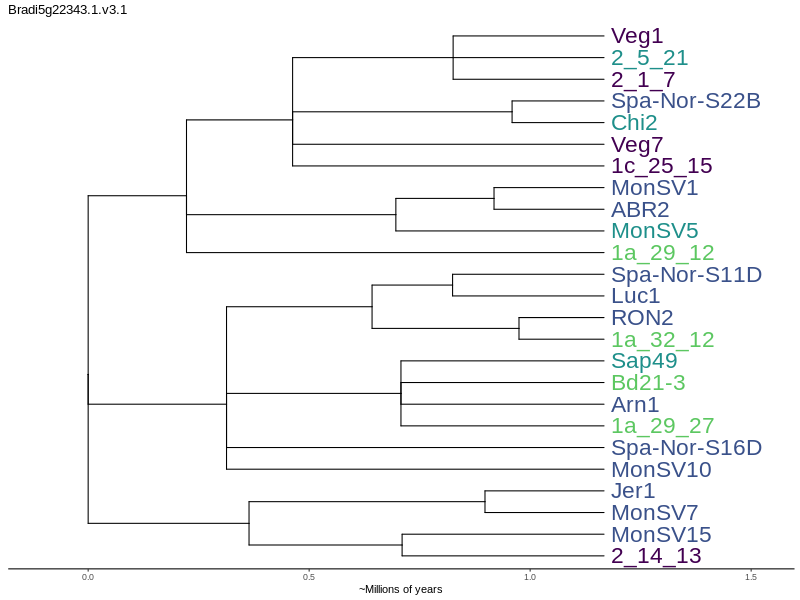 Bradi5g22343.1.v3.1
Veg1
2_5_21
2_1_7
Spa-Nor-S22B
Chi2
Veg7
1c_25_15
MonSV1
ABR2
MonSV5
1a_29_12
Spa-Nor-S11D
Luc1
RON2
1a_32_12
Sap49
Bd21-3
Arn1
1a_29_27
Spa-Nor-S16D
MonSV10
Jer1
MonSV7
MonSV15
2_14_13
0.0 0.5 1.0 1.5
~Millions of years